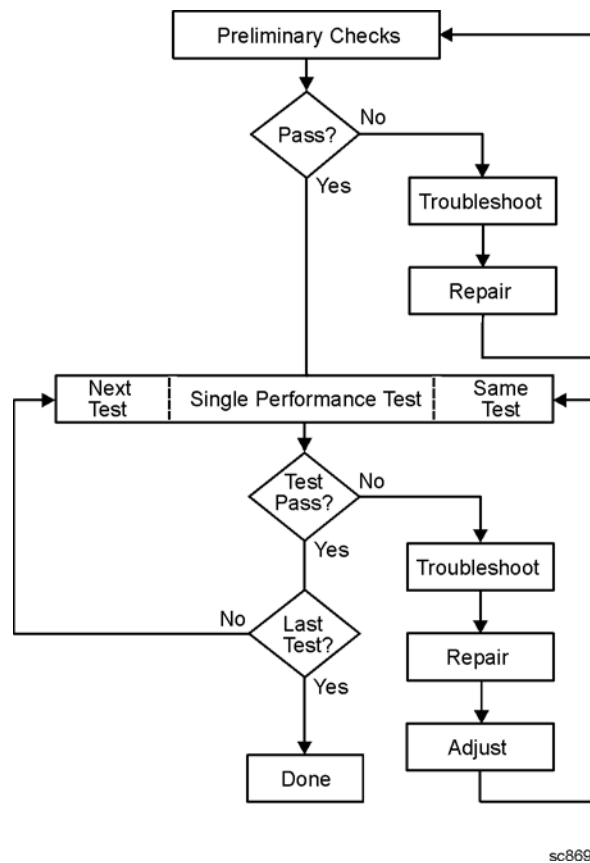 Preliminary Checks
Pass?
No
Yes
Troubleshoot
Repair
Next
Test
Single Performance Test
Same
Test
Test
Pass?
No
Yes
Troubleshoot
No
Last
Test?
Repair
Yes
Adjust
Done
sc869